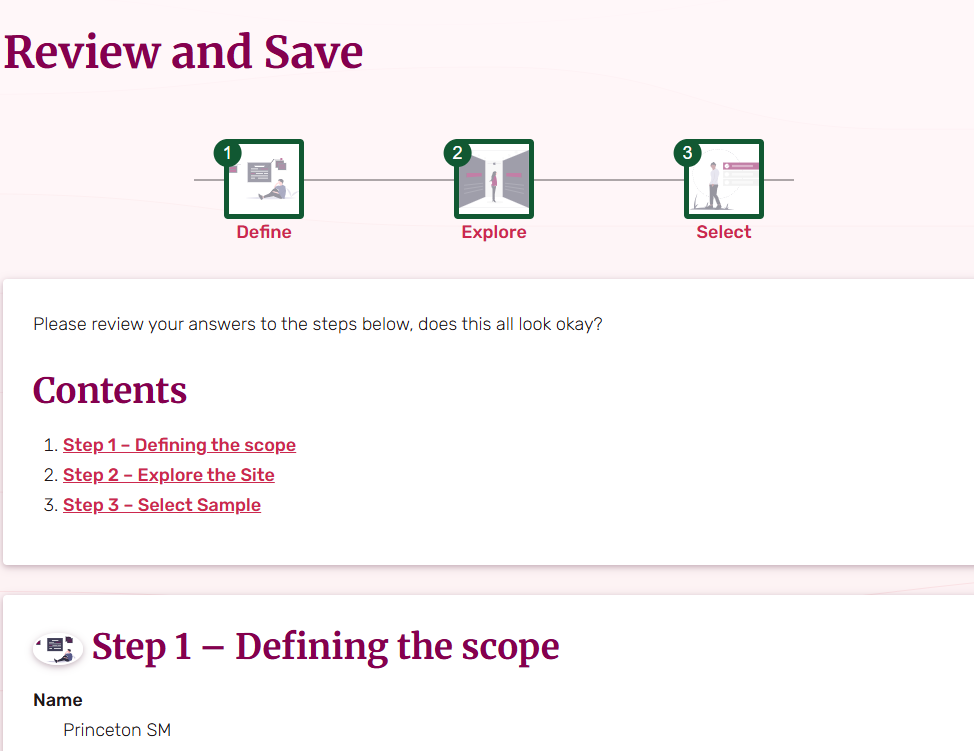 Review and Save
1
2
3
Define
Explore
Select
Please review your answers to the steps below, does this all look okay?
Contents
1. Step 1 – Defining the scope
2. Step 2 – Explore the Site
3. Step 3 – Select Sample
Step 1 – Defining the scope
Name
Princeton SM